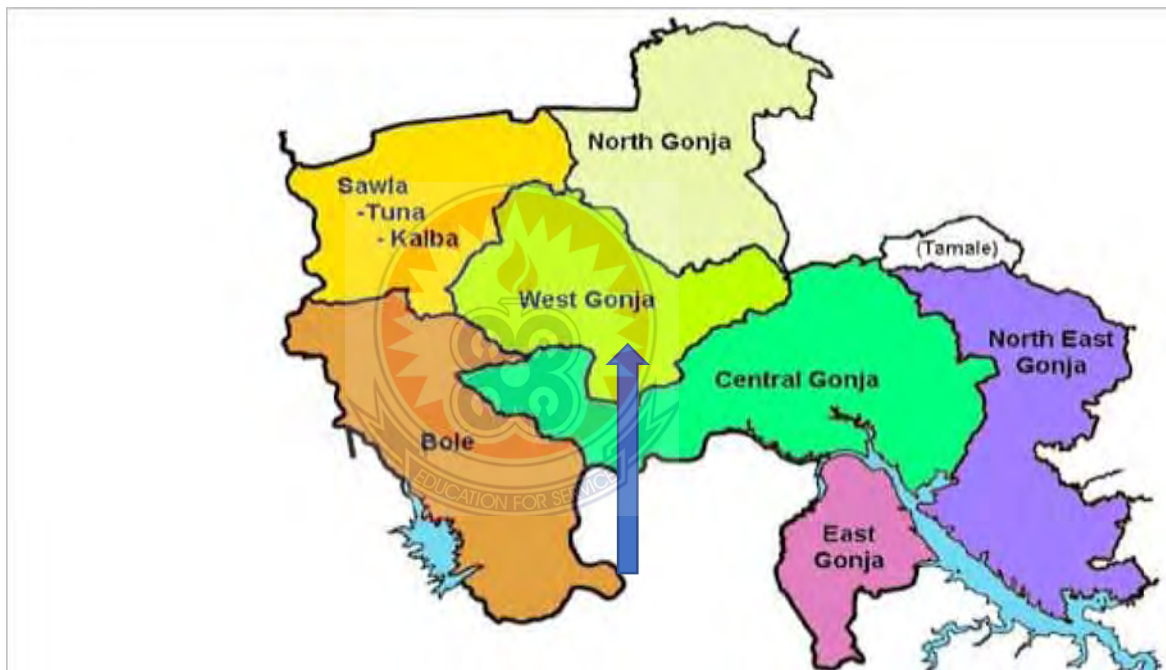 North Gonja
Sawla
-Tuna
- Kalba
(Tamale)
West Gonja
North East
Gonja
Central Gonja
Bole
EDUCATION FOR SERVICE
East
Gonja